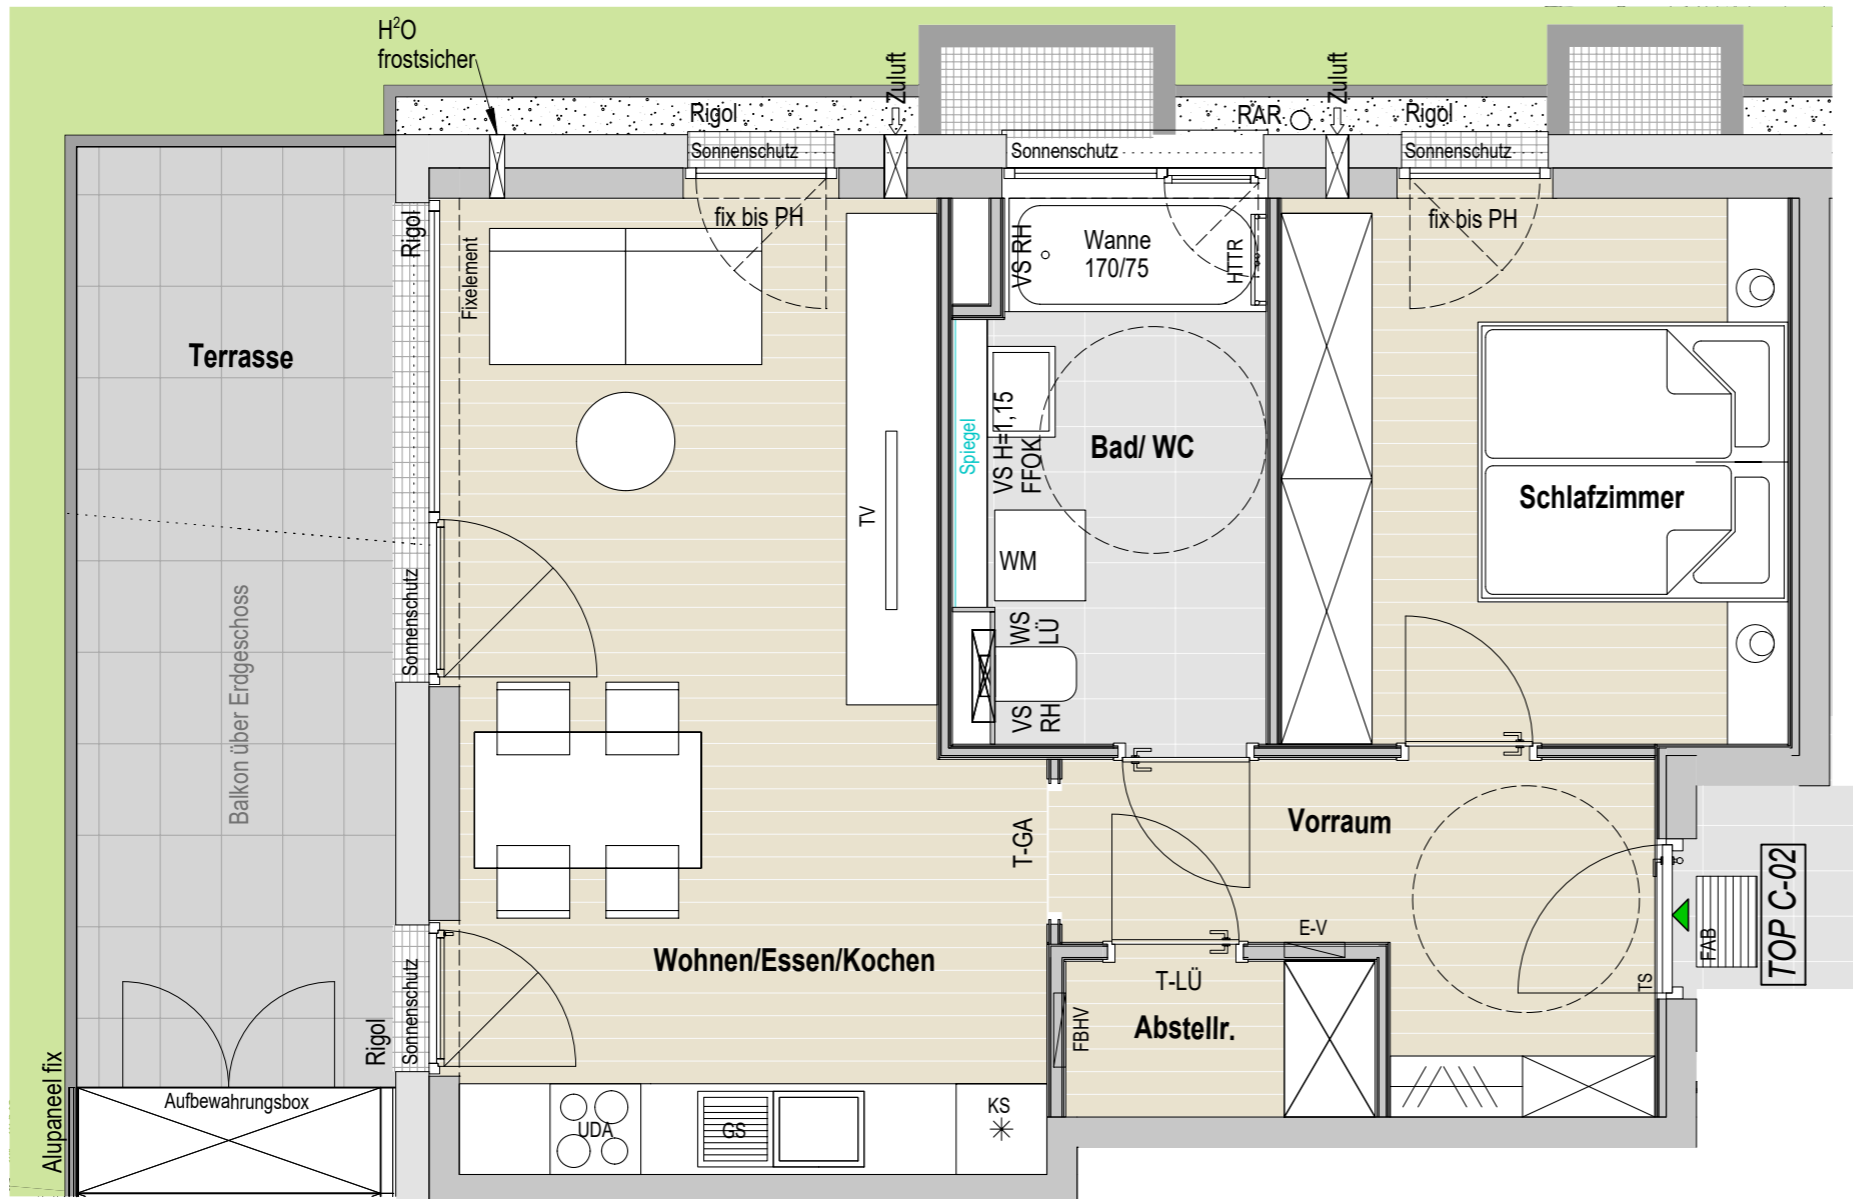 H²O
frostsicher
Zuluft
Rigol
RAR
Zuluft
Rigol
Sonnenschutz
Sonnenschutz
Sonnenschutz
fix bis PH
fix bis PH
Rigol
Fixelement
VS RH
Wanne
170/75
HTTR
Terrasse
Spiegel
VS H=1,15
FFOK
Bad/ WC
Schlafzimmer
TV
WM
Sonnenschutz
WS
LÜ
VS
RH
Balkon über Erdgeschoss
T-GA
Vorraum
TOP C-02
FAB
TS
E-V
Wohnen/Essen/Kochen
T-LÜ
Abstellr.
FBHV
Rigol
Sonnenschutz
Alupaneel fix
Aufbewahrungsbox
UDA
GS
KS